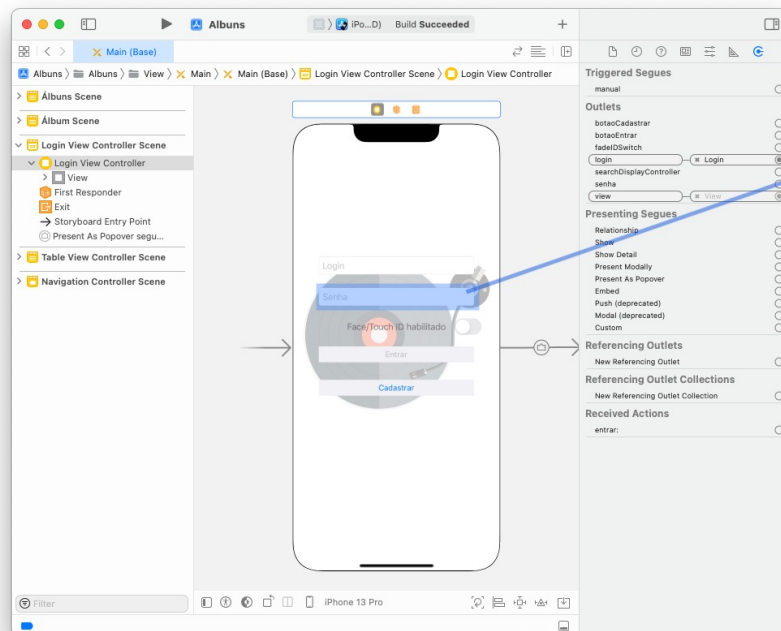 Albuns
iPo...D)
Build Succeeded
Main (Base)
Albuns
Albuns
View
Main
Main (Base)
Login View Controller Scene
Login View Controller
Álbuns Scene
Álbum Scene
Login View Controller Scene
Login View Controller
View
First Responder
Exit
Storyboard Entry Point
Present As Popover segu...
Table View Controller Scene
Navigation Controller Scene
Filter
Login
Senha
Face/Touch ID habilitado
Entrar
Cadastrar
iPhone 13 Pro
Triggered Segues
manual
Outlets
botaoCadastrar
botaoEntrar
fadeIDSwitch
login
Login
searchDisplayController
senha
view
View
Presenting Segues
Relationship
Show
Show Detail
Present Modally
Present As Popover
Embed
Push (deprecated)
Modal (deprecated)
Custom
Referencing Outlets
New Referencing Outlet
Referencing Outlet Collections
New Referencing Outlet Collection
Received Actions
entrar: